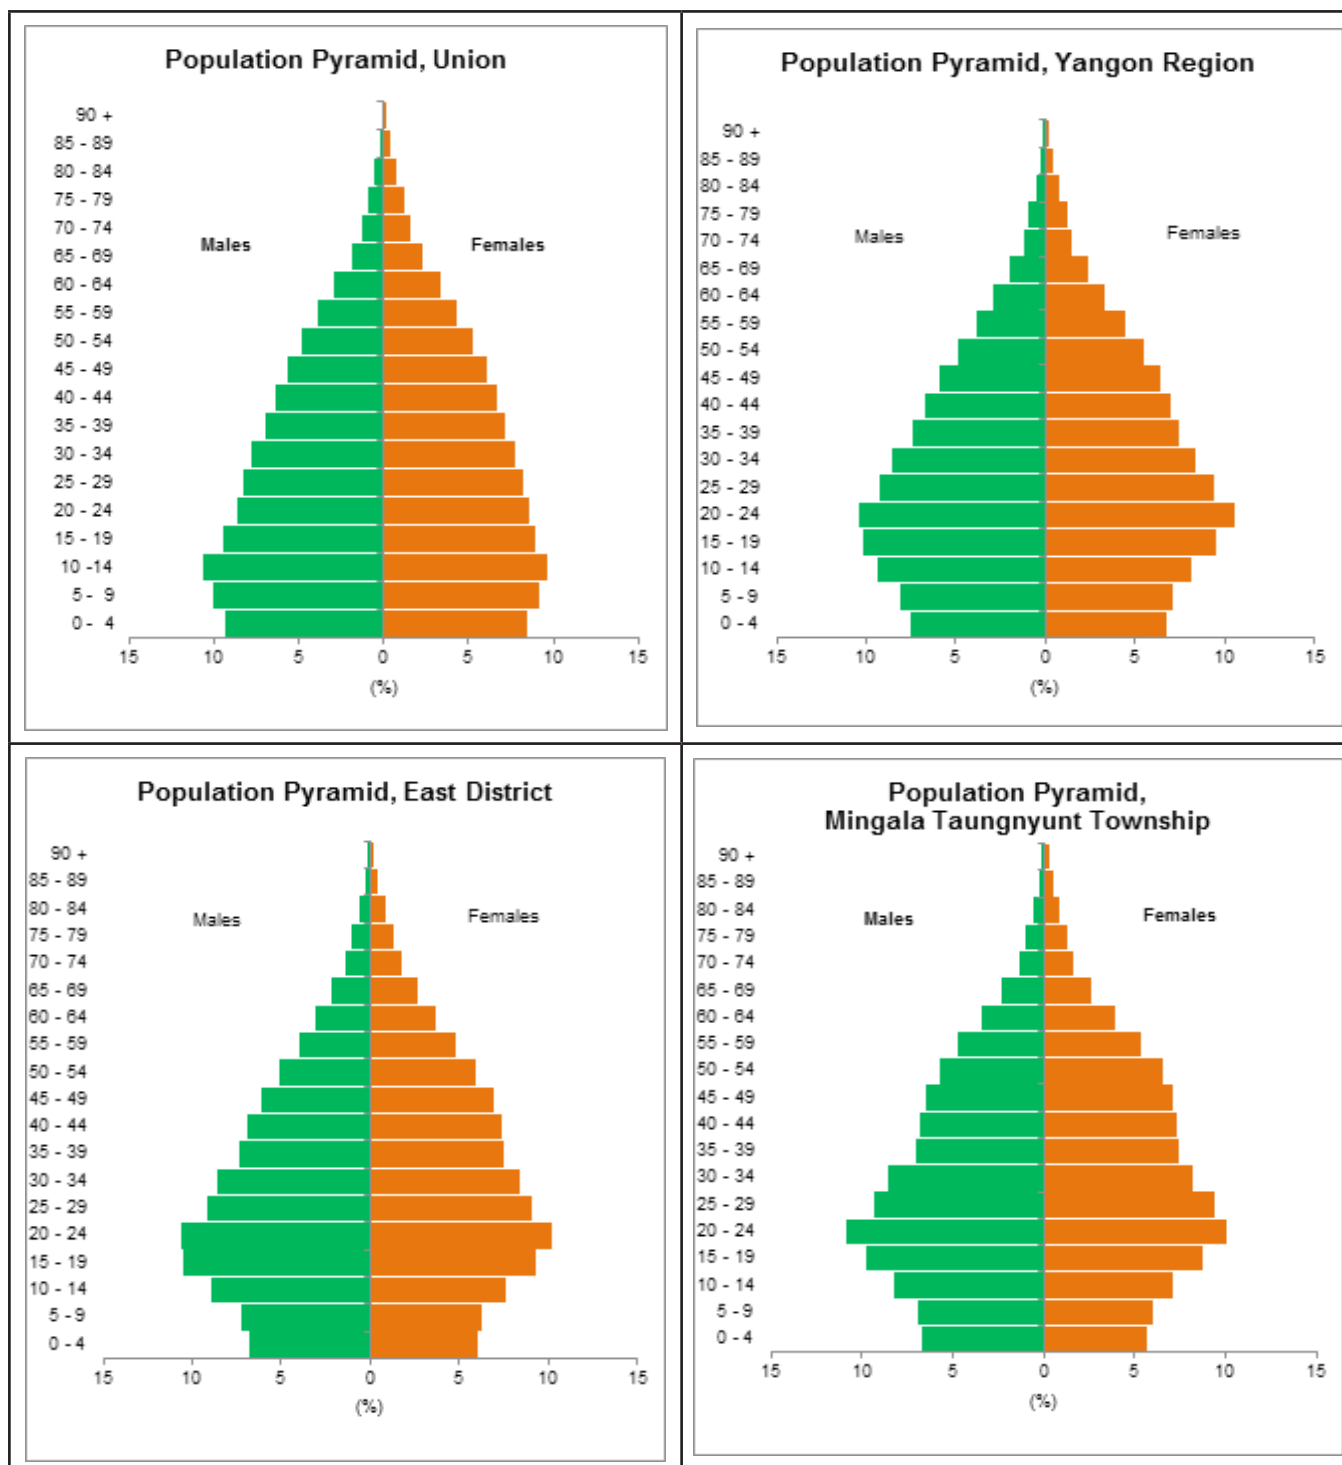 Population Pyramid, Union
90 +
85 - 89
80 - 84
75 - 79
70 - 74
65 - 69
60 - 64
55 - 59
50 - 54
45 - 49
40 - 44
35 - 39
30 - 34
25 - 29
20 - 24
15 - 19
10 -14
5 - 9
0 - 4
Males
Females
15 10 5 0 5 10 15
(%)
Population Pyramid, Yangon Region
90 +
85 - 89
80 - 84
75 - 79
70 - 74
65 - 69
60 - 64
55 - 59
50 - 54
45 - 49
40 - 44
35 - 39
30 - 34
25 - 29
20 - 24
15 - 19
10 - 14
5 - 9
0 - 4
Males
Females
15 10 5 0 5 10 15
(%)
Population Pyramid, East District
90 +
85 - 89
80 - 84
75 - 79
70 - 74
65 - 69
60 - 64
55 - 59
50 - 54
45 - 49
40 - 44
35 - 39
30 - 34
25 - 29
20 - 24
15 - 19
10 - 14
5 - 9
0 - 4
Males
Females
15 10 5 0 5 10 15
(%)
Population Pyramid,
Mingala Taungnyunt Township
90 +
85 - 89
80 - 84
75 - 79
70 - 74
65 - 69
60 - 64
55 - 59
50 - 54
45 - 49
40 - 44
35 - 39
30 - 34
25 - 29
20 - 24
15 - 19
10 - 14
5 - 9
0 - 4
Males
Females
15 10 5 0 5 10 15
(%)